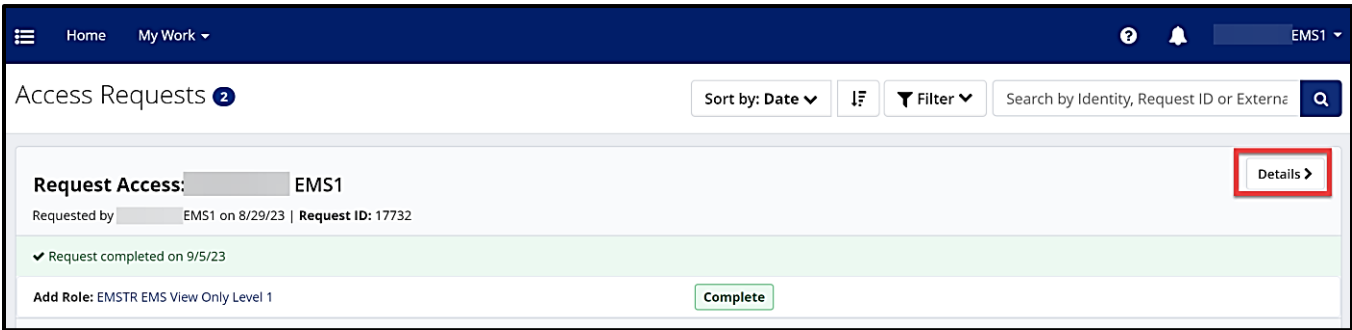 Home My Work EMS1
Access Requests 2 Sort by: Date Filter Search by Identity, Request ID or Externa
Request Access: EMS1 Details
Requested by EMS1 on 8/29/23 | Request ID: 17732
Request completed on 9/5/23
Add Role: EMSTR EMS View Only Level 1 Complete